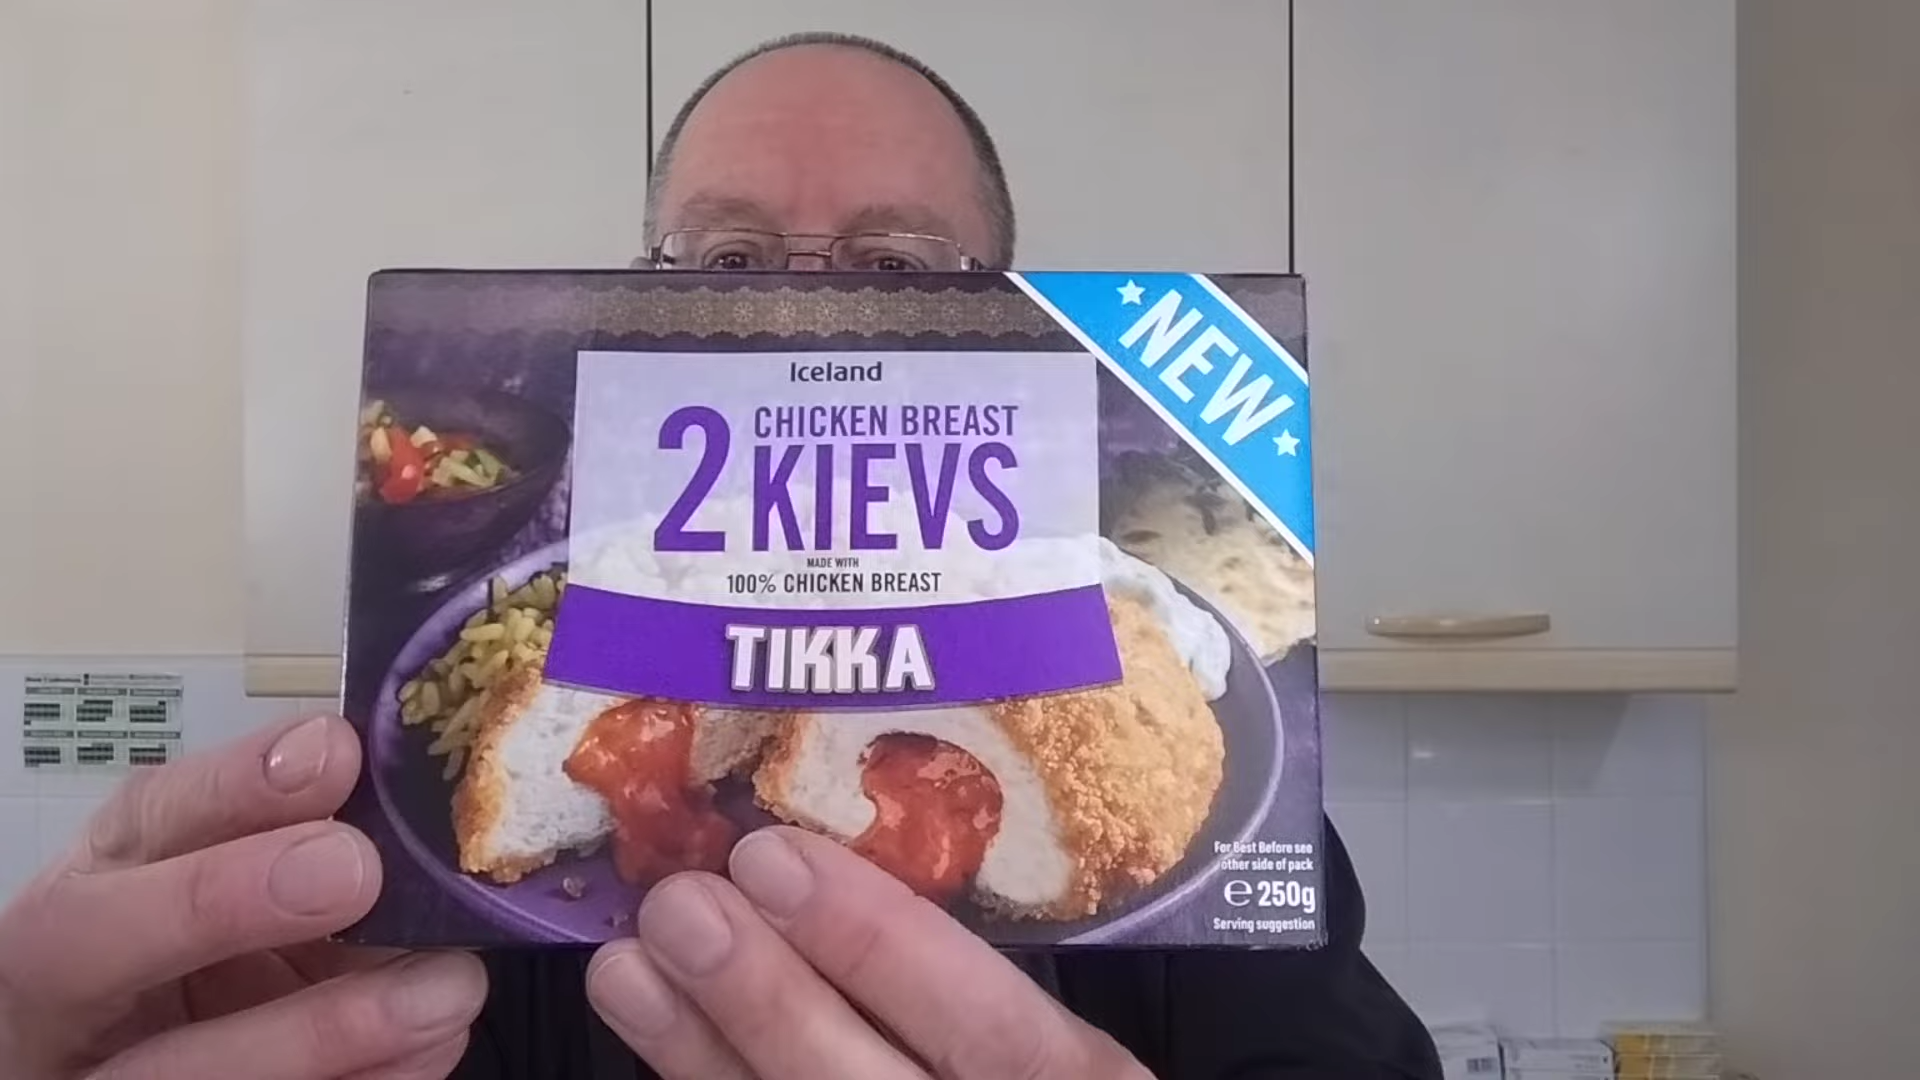 NEW
Iceland
2 CHICKEN BREAST
KIEVS
MADE WITH
100% CHICKEN BREAST
TIKKA
For Best Before see
other side of pack
℮ 250g
Serving suggestion